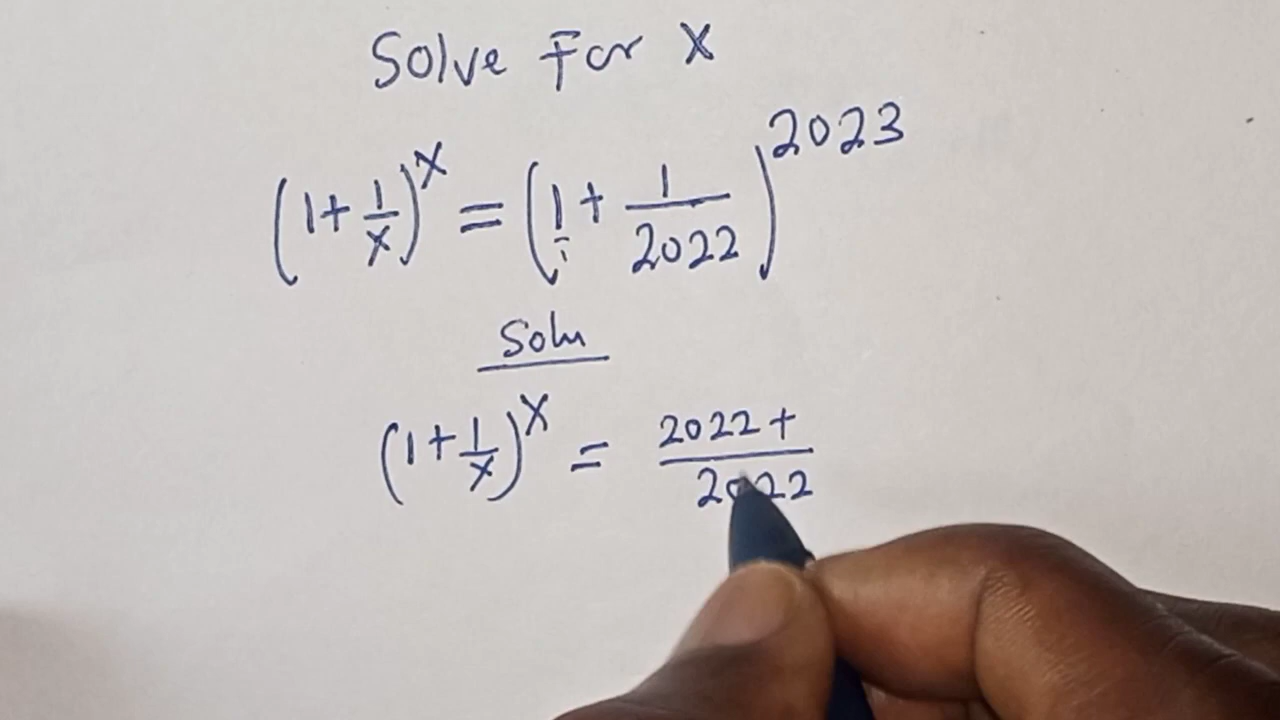 Solve For x
(1+1/x)^x = (1+1/2022)^2023
Soln
(1+1/x)^x = 2022+/2022